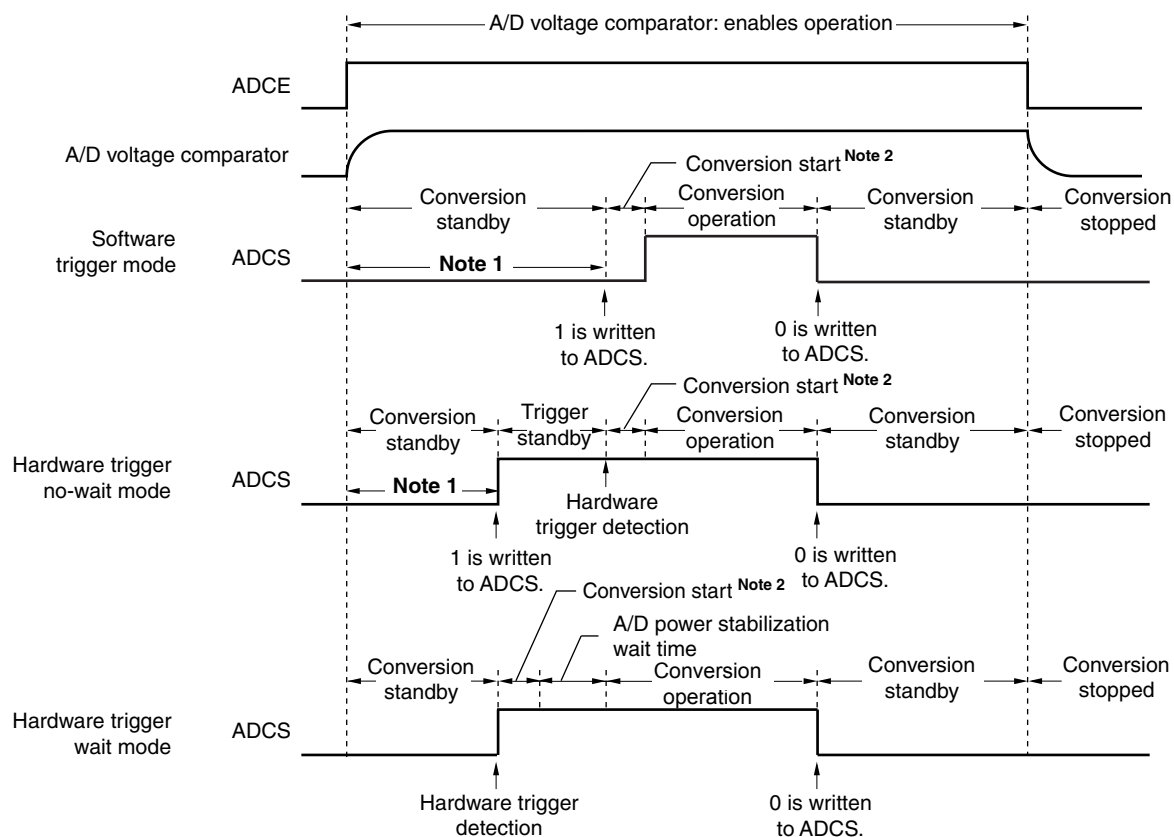 A/D voltage comparator: enables operation
ADCE
A/D voltage comparator
Conversion start Note 2
Conversion
standby
Conversion
operation
Conversion
standby
Conversion
stopped
Software
trigger mode
ADCS
Note 1
1 is written
to ADCS.
0 is written
to ADCS.
Conversion start Note 2
Conversion
standby
Trigger
standby
Conversion
operation
Conversion
standby
Conversion
stopped
Hardware trigger
no-wait mode
ADCS
Note 1
Hardware
trigger detection
1 is written
to ADCS.
0 is written
to ADCS.
Conversion start Note 2
A/D power stabilization
wait time
Conversion
standby
Conversion
operation
Conversion
standby
Conversion
stopped
Hardware trigger
wait mode
ADCS
Hardware trigger
detection
0 is written
to ADCS.